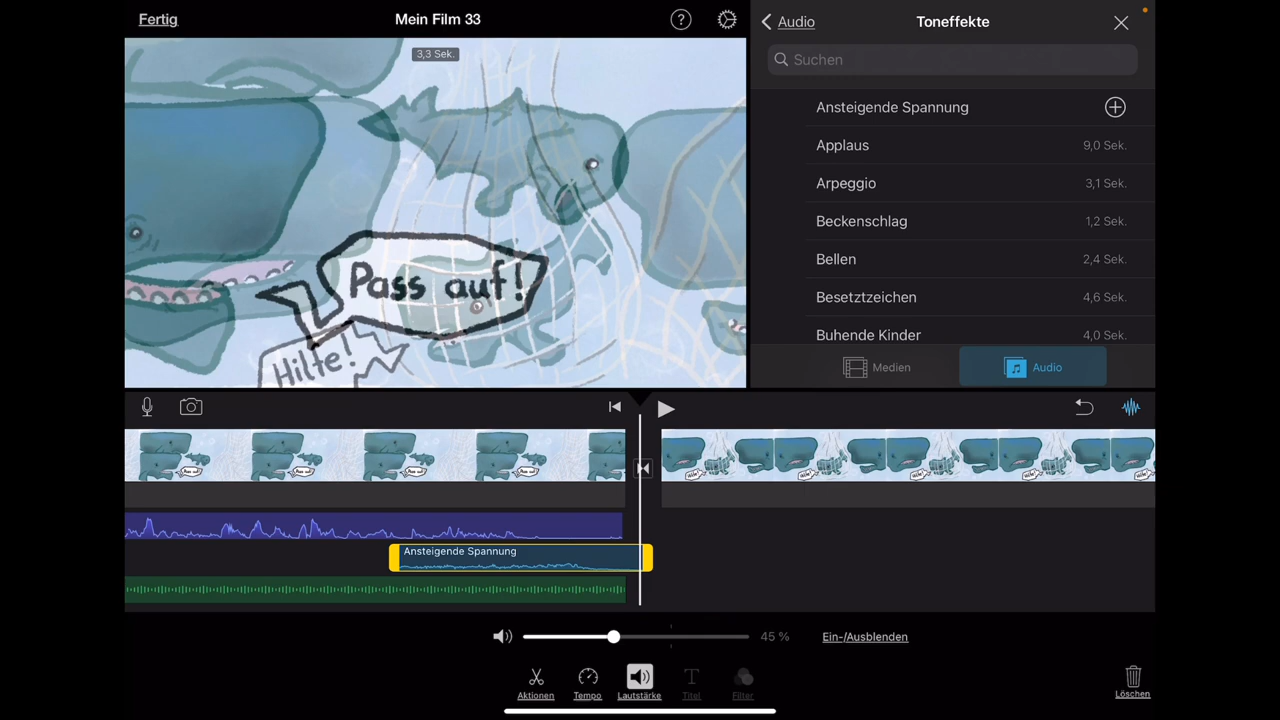 Fertig
Mein Film 33
?
Audio
Toneffekte
3,3 Sek.
Suchen
Ansteigende Spannung
Applaus
9,0 Sek.
Arpeggio
3,1 Sek.
Beckenschlag
1,2 Sek.
Bellen
2,4 Sek.
Besetztzeichen
4,6 Sek.
Buhende Kinder
4,0 Sek.
Pass auf!
Hilfe!
Medien
Audio
Ansteigende Spannung
45 %
Ein-/Ausblenden
Aktionen
Tempo
Lautstärke
Titel
Filter
Löschen